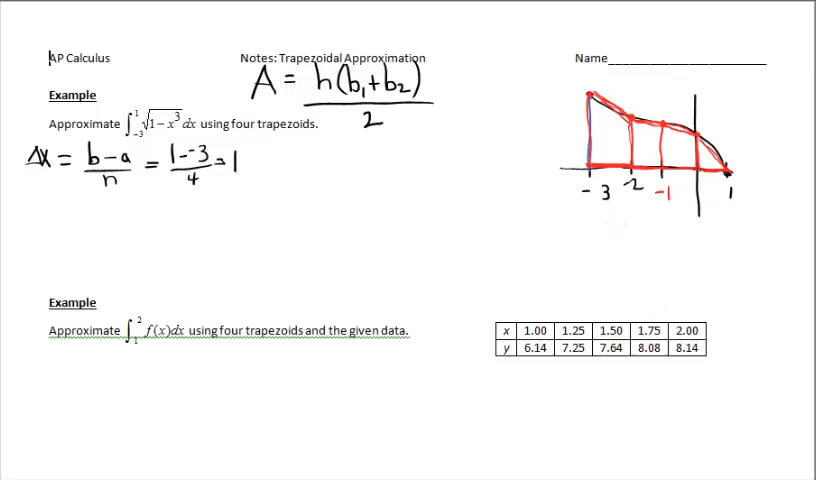 AP Calculus Notes: Trapezoidal Approximation Name________________________
A = h(b₁+b₂)/2
Example
Approximate ∫₋₃¹ √(1−x³) dx using four trapezoids.
Δx = (b−a)/n = (1−−3)/4 = 1
-3 -2 -1 1
Example
Approximate ∫₁² f(x)dx using four trapezoids and the given data.
x 1.00 1.25 1.50 1.75 2.00
y 6.14 7.25 7.64 8.08 8.14